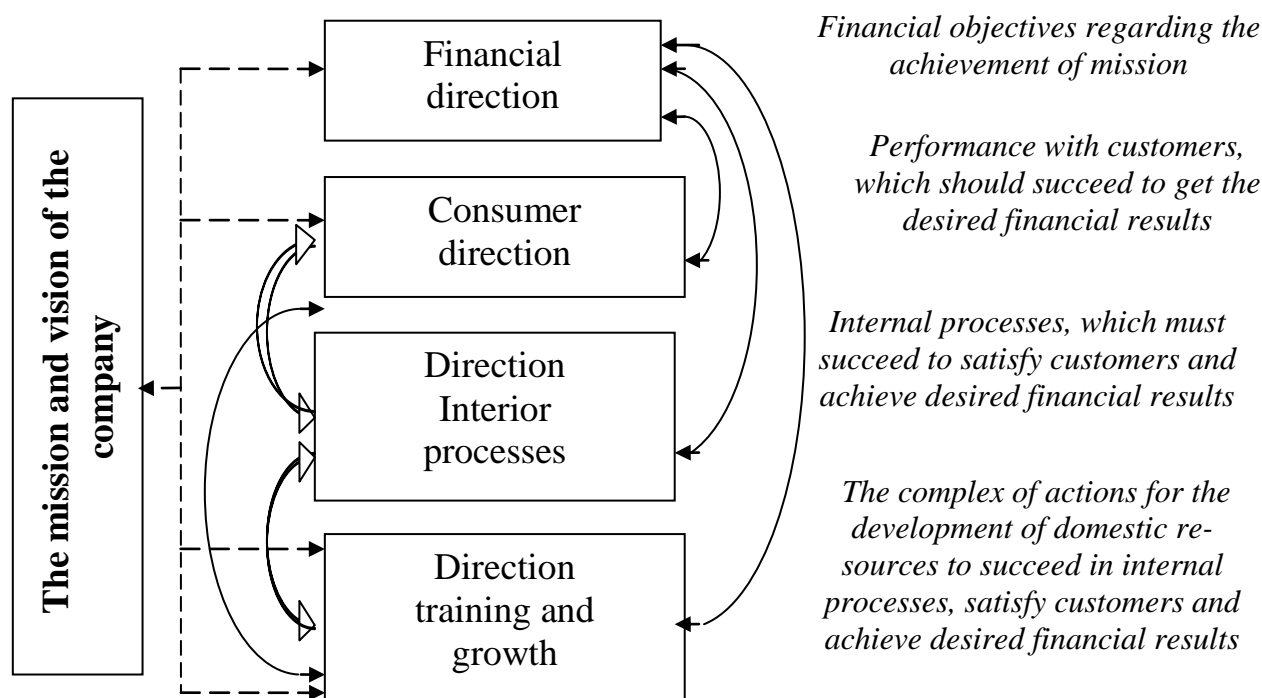 The mission and vision of the
company
Financial
direction
Financial objectives regarding the
achievement of mission
Consumer
direction
Performance with customers,
which should succeed to get the
desired financial results
Direction
Interior
processes
Internal processes, which must
succeed to satisfy customers and
achieve desired financial results
Direction
training and
growth
The complex of actions for the
development of domestic re-
sources to succeed in internal
processes, satisfy customers and
achieve desired financial results